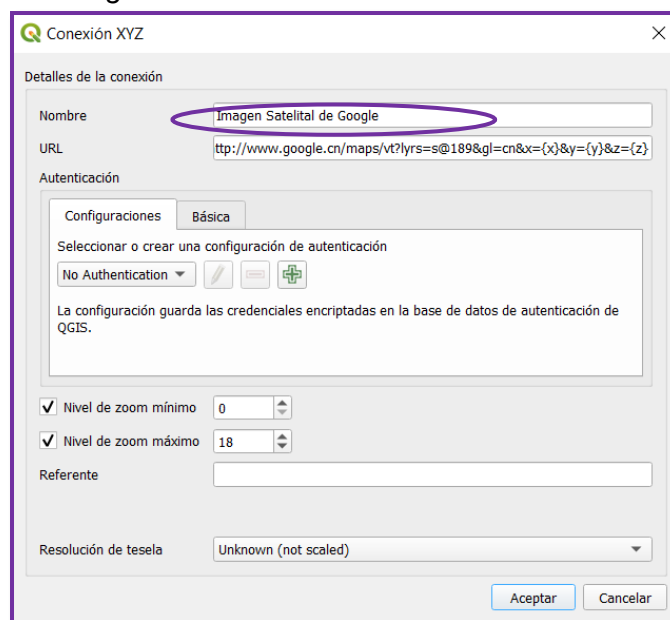 Conexión XYZ
Detalles de la conexión
Nombre Imagen Satelital de Google
URL ttp://www.google.cn/maps/vt?lyrs=s@189&gl=cn&x={x}&y={y}&z={z}
Autenticación
Configuraciones Básica
Seleccionar o crear una configuración de autenticación
No Authentication
La configuración guarda las credenciales encriptadas en la base de datos de autenticación de
QGIS.
Nivel de zoom mínimo 0
Nivel de zoom máximo 18
Referente
Resolución de tesela Unknown (not scaled)
Aceptar Cancelar